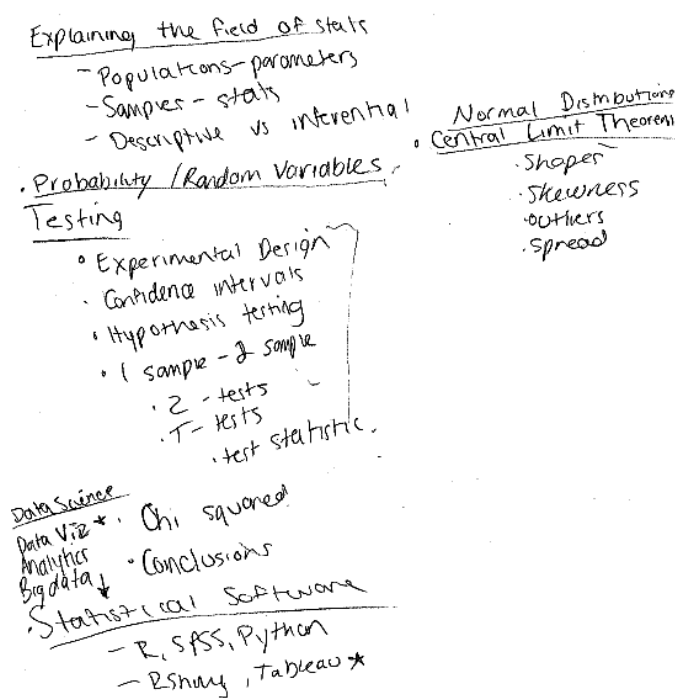 Explaining the field of stats
- Populations - parameters
- Samples - stats
- Descriptive vs inferential
• Probability / Random Variables
Testing
• Experimental Design
• Confidence intervals
• Hypothesis testing
• 1 sample - 2 sample
• Z - tests
• T - tests
• test statistic.
Normal Distributions
• Central Limit Theorem
• Shapes
• Skewness
• outliers
• Spread
Data Science
Data Viz *
Analytics
Big data ↓
• Chi squared
• Conclusions
• Statistical Software
- R, SPSS, Python
- RShiny, Tableau *